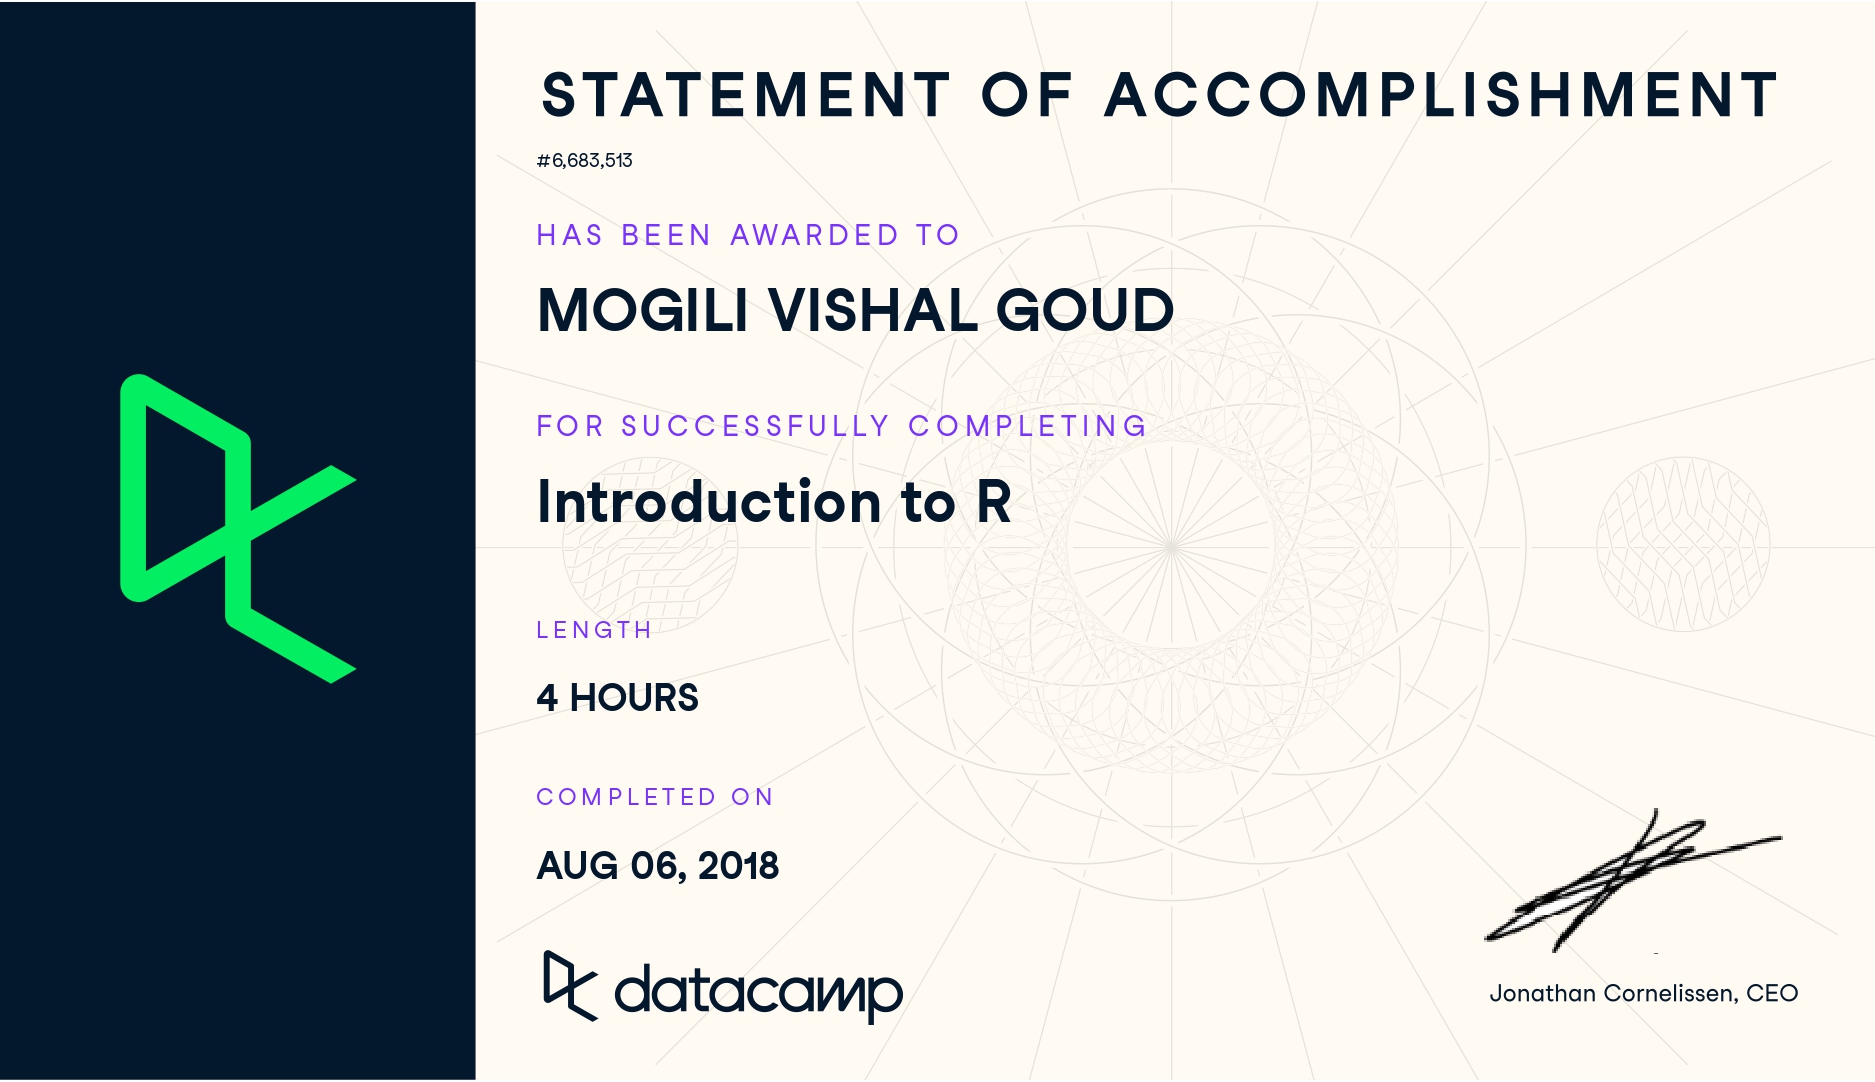 STATEMENT OF ACCOMPLISHMENT
#6,683,513
HAS BEEN AWARDED TO
MOGILI VISHAL GOUD
FOR SUCCESSFULLY COMPLETING
Introduction to R
LENGTH
4 HOURS
COMPLETED ON
AUG 06, 2018
datacamp
Jonathan Cornelissen, CEO